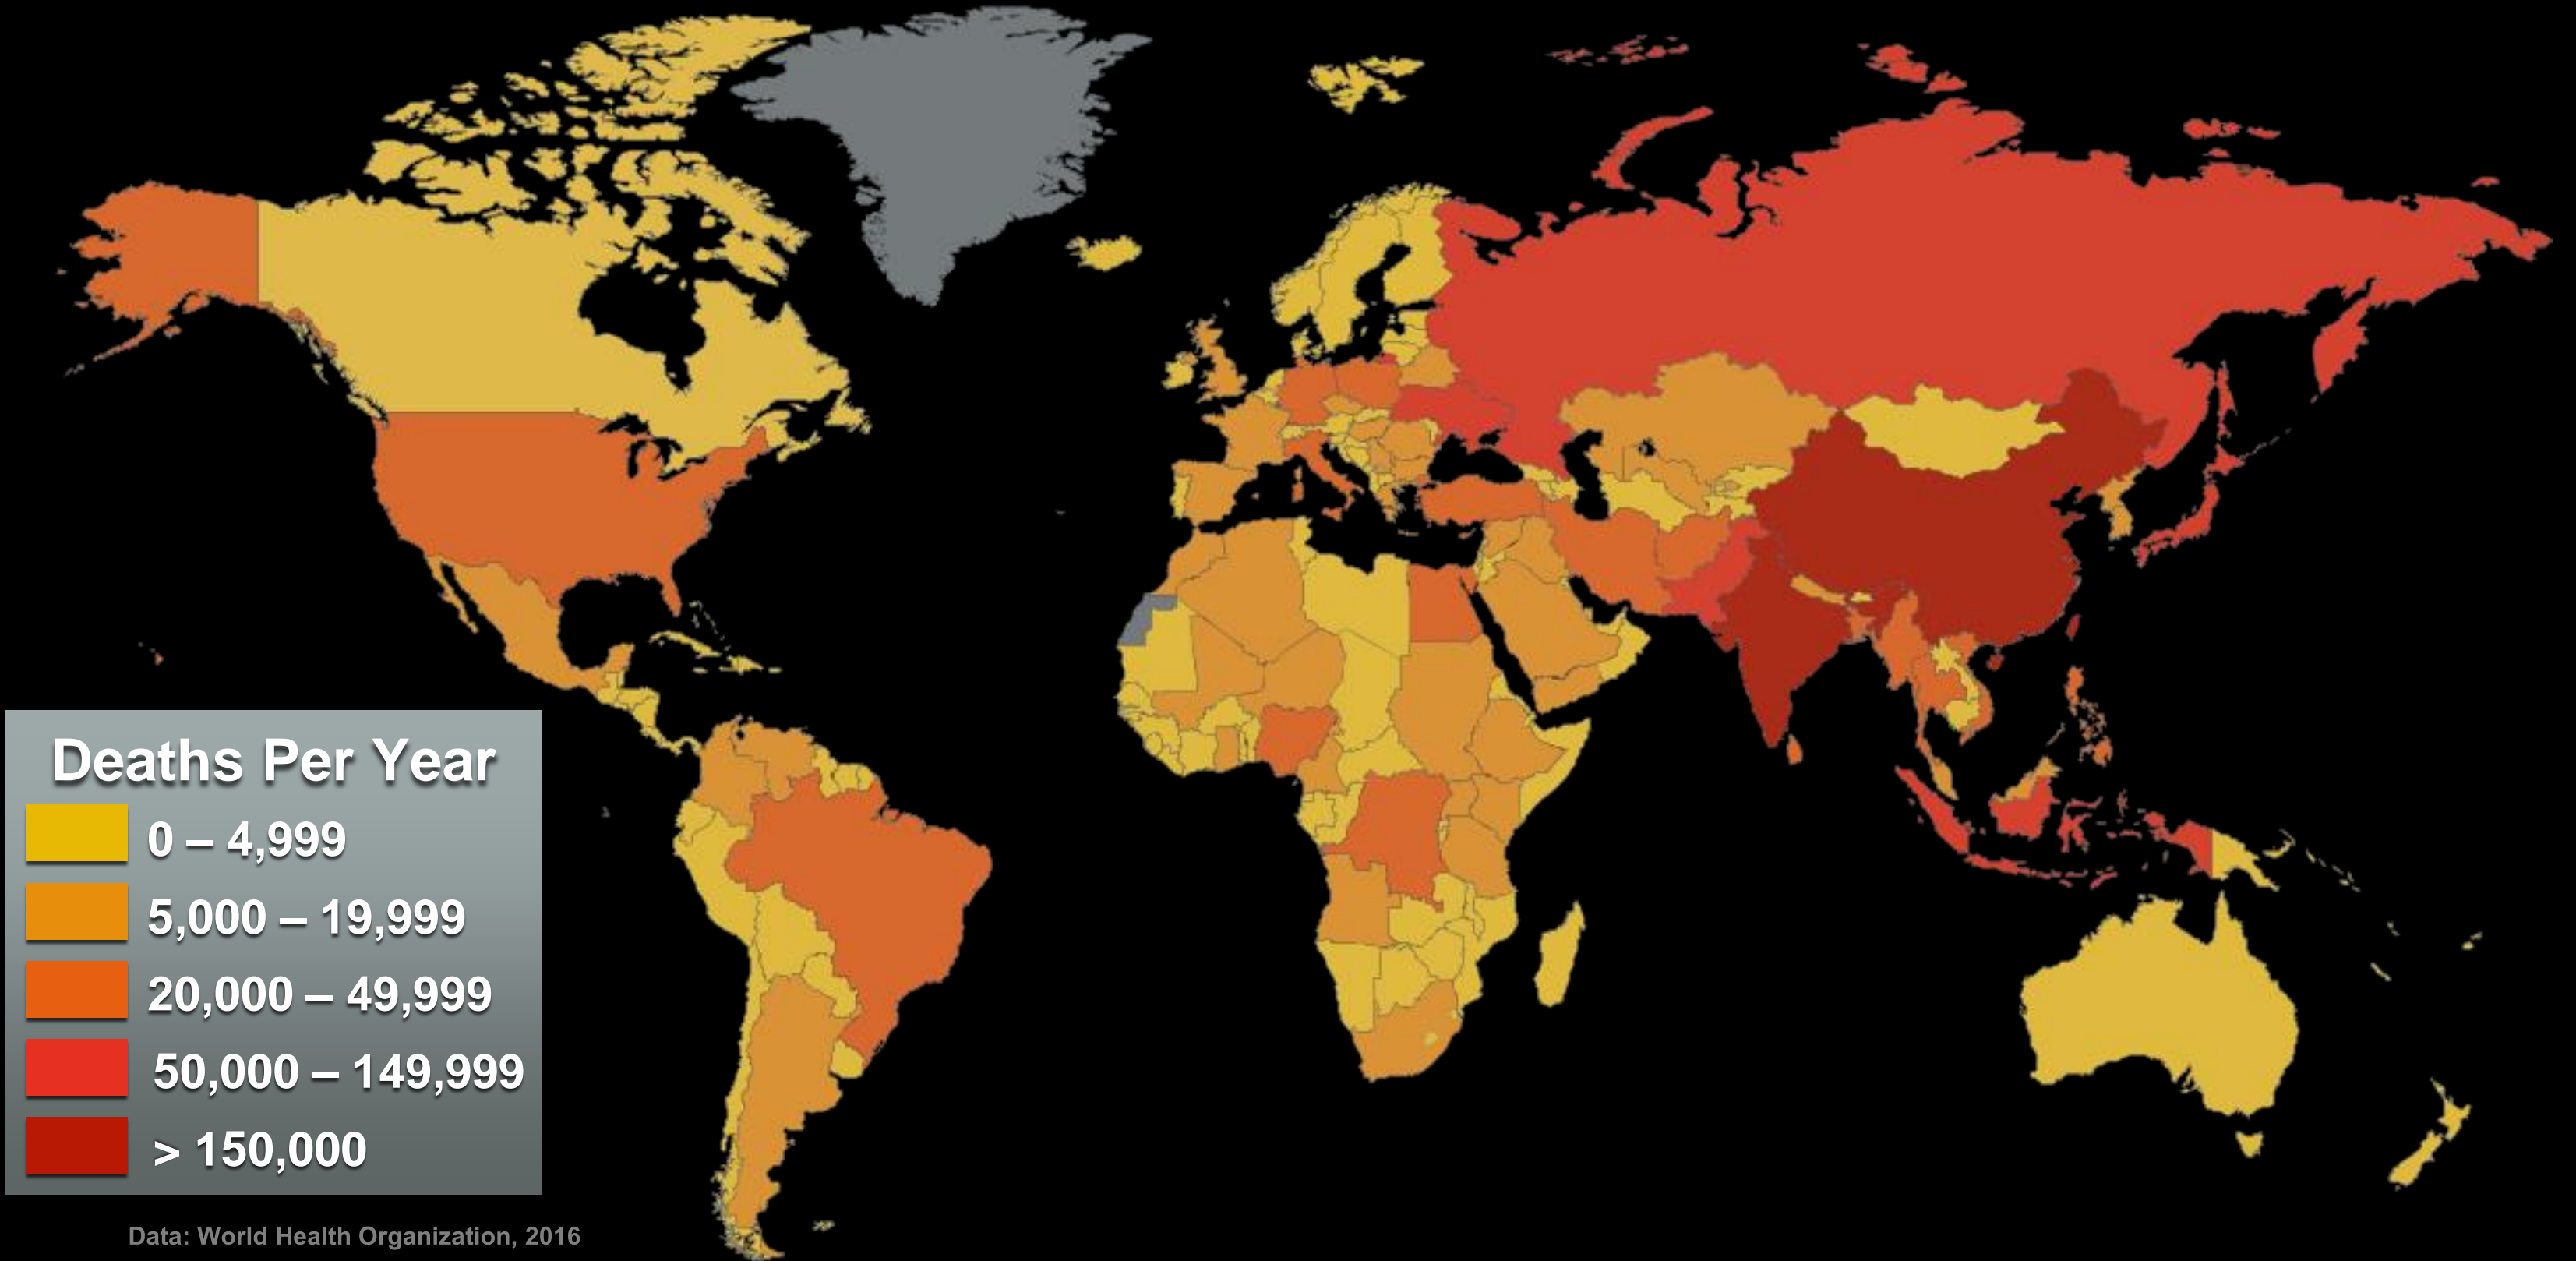 Deaths Per Year
0 – 4,999
5,000 – 19,999
20,000 – 49,999
50,000 – 149,999
> 150,000
Data: World Health Organization, 2016